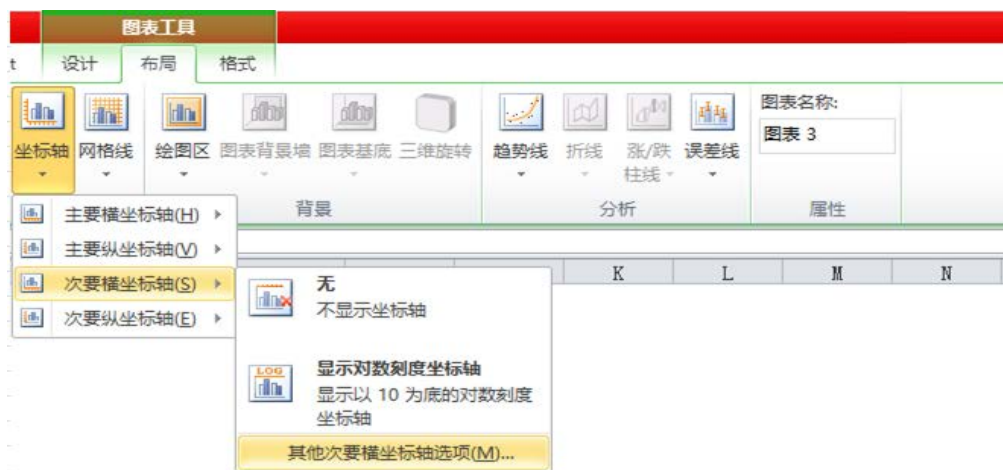 图表工具
t 设计 布局 格式
图表名称:
图表 3
坐标轴 网格线 绘图区 图表背景墙 图表基底 三维旋转 趋势线 折线 涨/跌 误差线
柱线
背景 分析 属性
主要横坐标轴(H)
主要纵坐标轴(V)
次要横坐标轴(S)
次要纵坐标轴(E)
K L M N
无
不显示坐标轴
LOG
显示对数刻度坐标轴
显示以 10 为底的对数刻度
坐标轴
其他次要横坐标轴选项(M)...